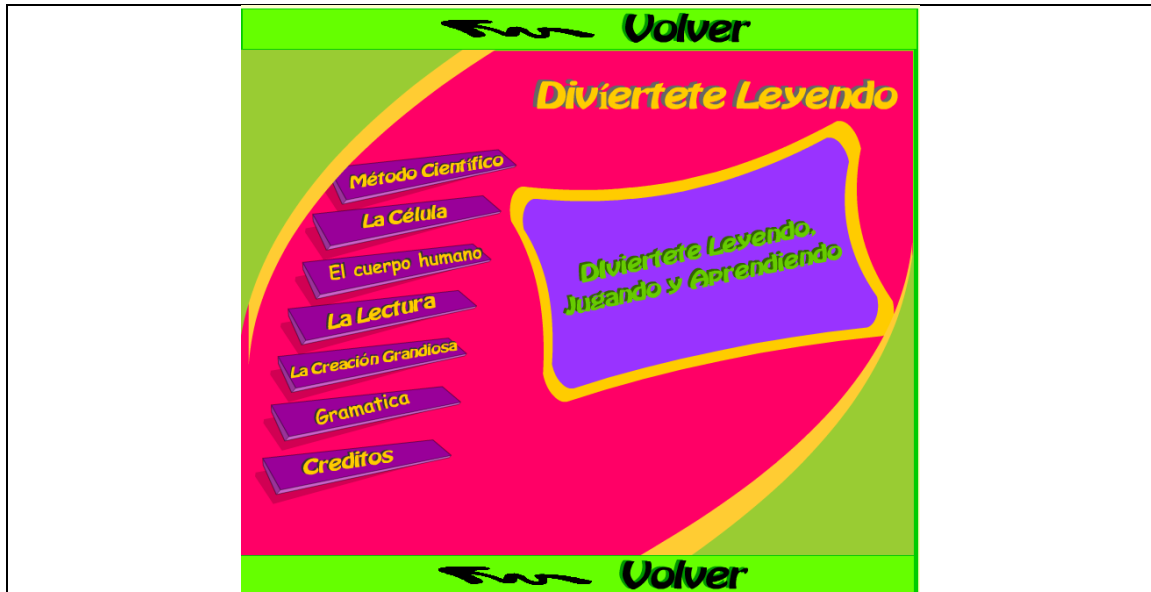 Volver
Diviértete Leyendo
Método Científico
La Célula
El cuerpo humano
La Lectura
La Creación Grandiosa
Gramatica
Creditos
Diviertete Leyendo,
Jugando y Aprendiendo
Volver